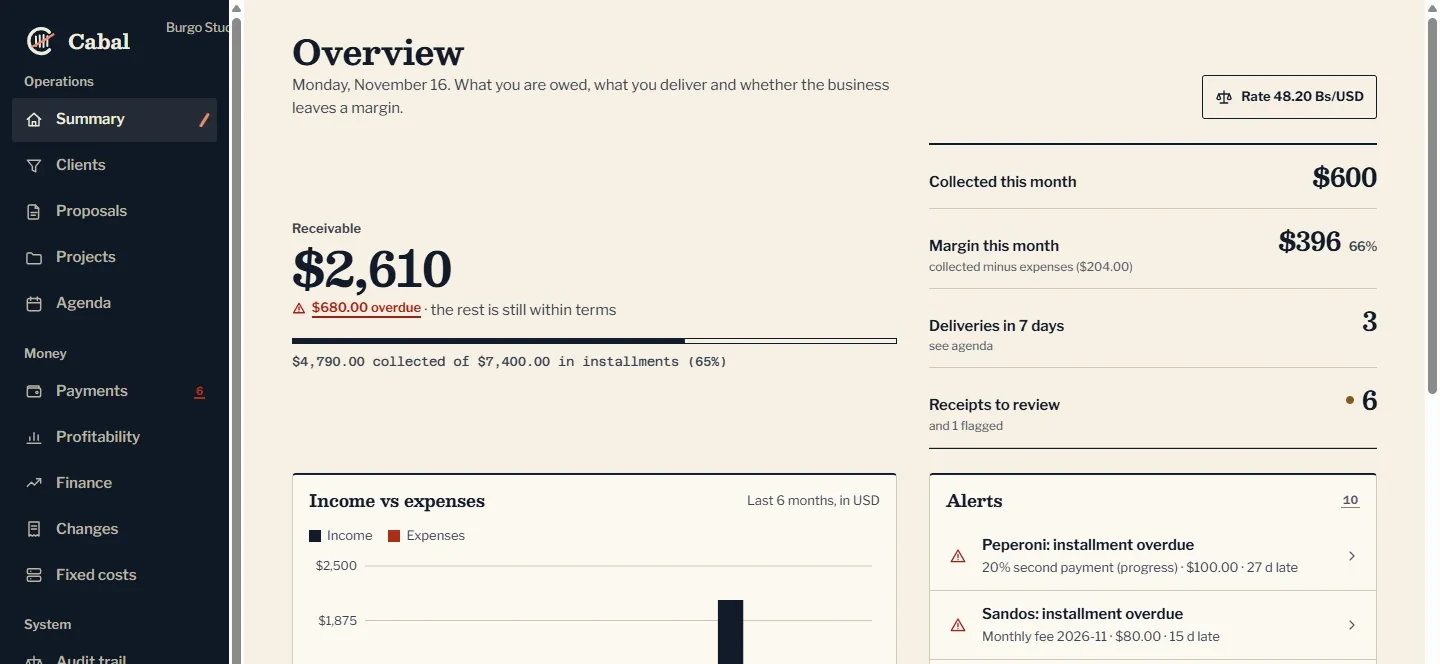 Cabal
Burgo Stud
Operations
Summary
Clients
Proposals
Projects
Agenda
Money
Payments 6
Profitability
Finance
Changes
Fixed costs
System
Audit trail
Overview
Monday, November 16. What you are owed, what you deliver and whether the business
leaves a margin.
Rate 48.20 Bs/USD
Receivable
$2,610
$680.00 overdue · the rest is still within terms
$4,790.00 collected of $7,400.00 in installments (65%)
Collected this month $600
Margin this month $396 66%
collected minus expenses ($204.00)
Deliveries in 7 days 3
see agenda
Receipts to review 6
and 1 flagged
Income vs expenses Last 6 months, in USD
Income Expenses
$2,500
$1,875
Alerts 10
Peperoni: installment overdue
20% second payment (progress) · $100.00 · 27 d late
Sandos: installment overdue
Monthly fee 2026-11 · $80.00 · 15 d late